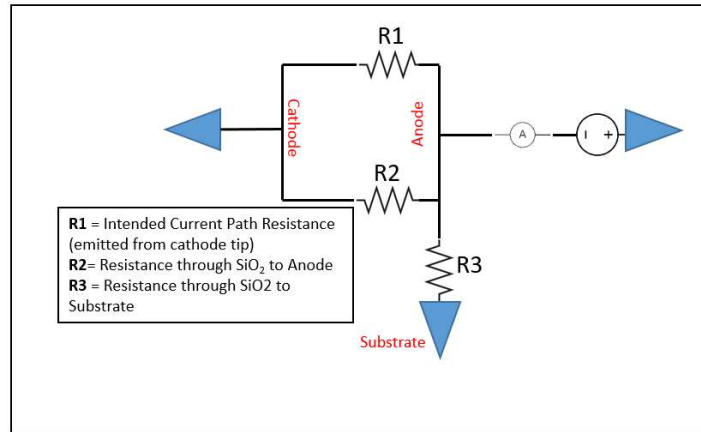 R1
Cathode
Anode
A
I +
R2
R1 = Intended Current Path Resistance
(emitted from cathode tip)
R2= Resistance through SiO₂ to Anode
R3 = Resistance through SiO2 to
Substrate
R3
Substrate